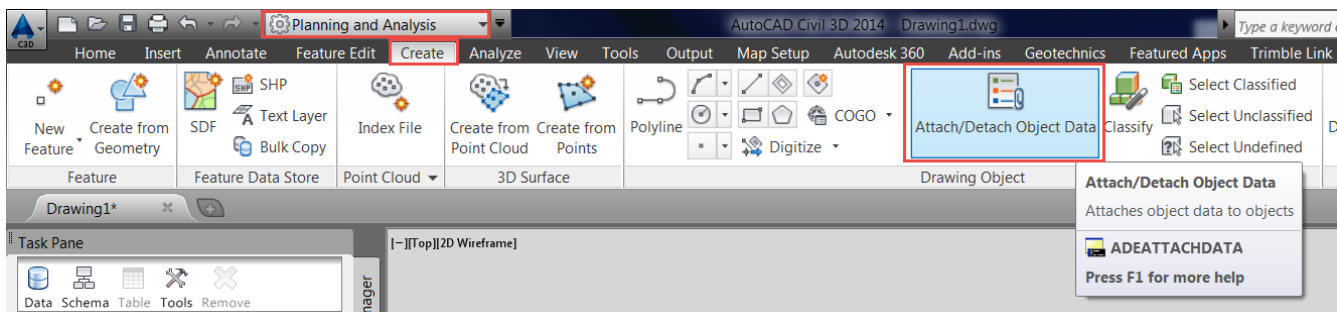 C3D
Planning and Analysis
AutoCAD Civil 3D 2014 Drawing1.dwg
Type a keyword
Home Insert Annotate Feature Edit Create Analyze View Tools Output Map Setup Autodesk 360 Add-ins Geotechnics Featured Apps Trimble Link
New
Feature
Create from
Geometry
Feature
SDF
SHP
Text Layer
Bulk Copy
Feature Data Store
Index File
Point Cloud
Create from
Point Cloud
Create from
Points
3D Surface
Polyline
COGO
Digitize
Attach/Detach Object Data
Classify
Select Classified
Select Unclassified
Select Undefined
Drawing Object
Attach/Detach Object Data
Attaches object data to objects
ADEATTACHDATA
Press F1 for more help
Drawing1*
Task Pane
Data Schema Table Tools Remove
[−][Top][2D Wireframe]